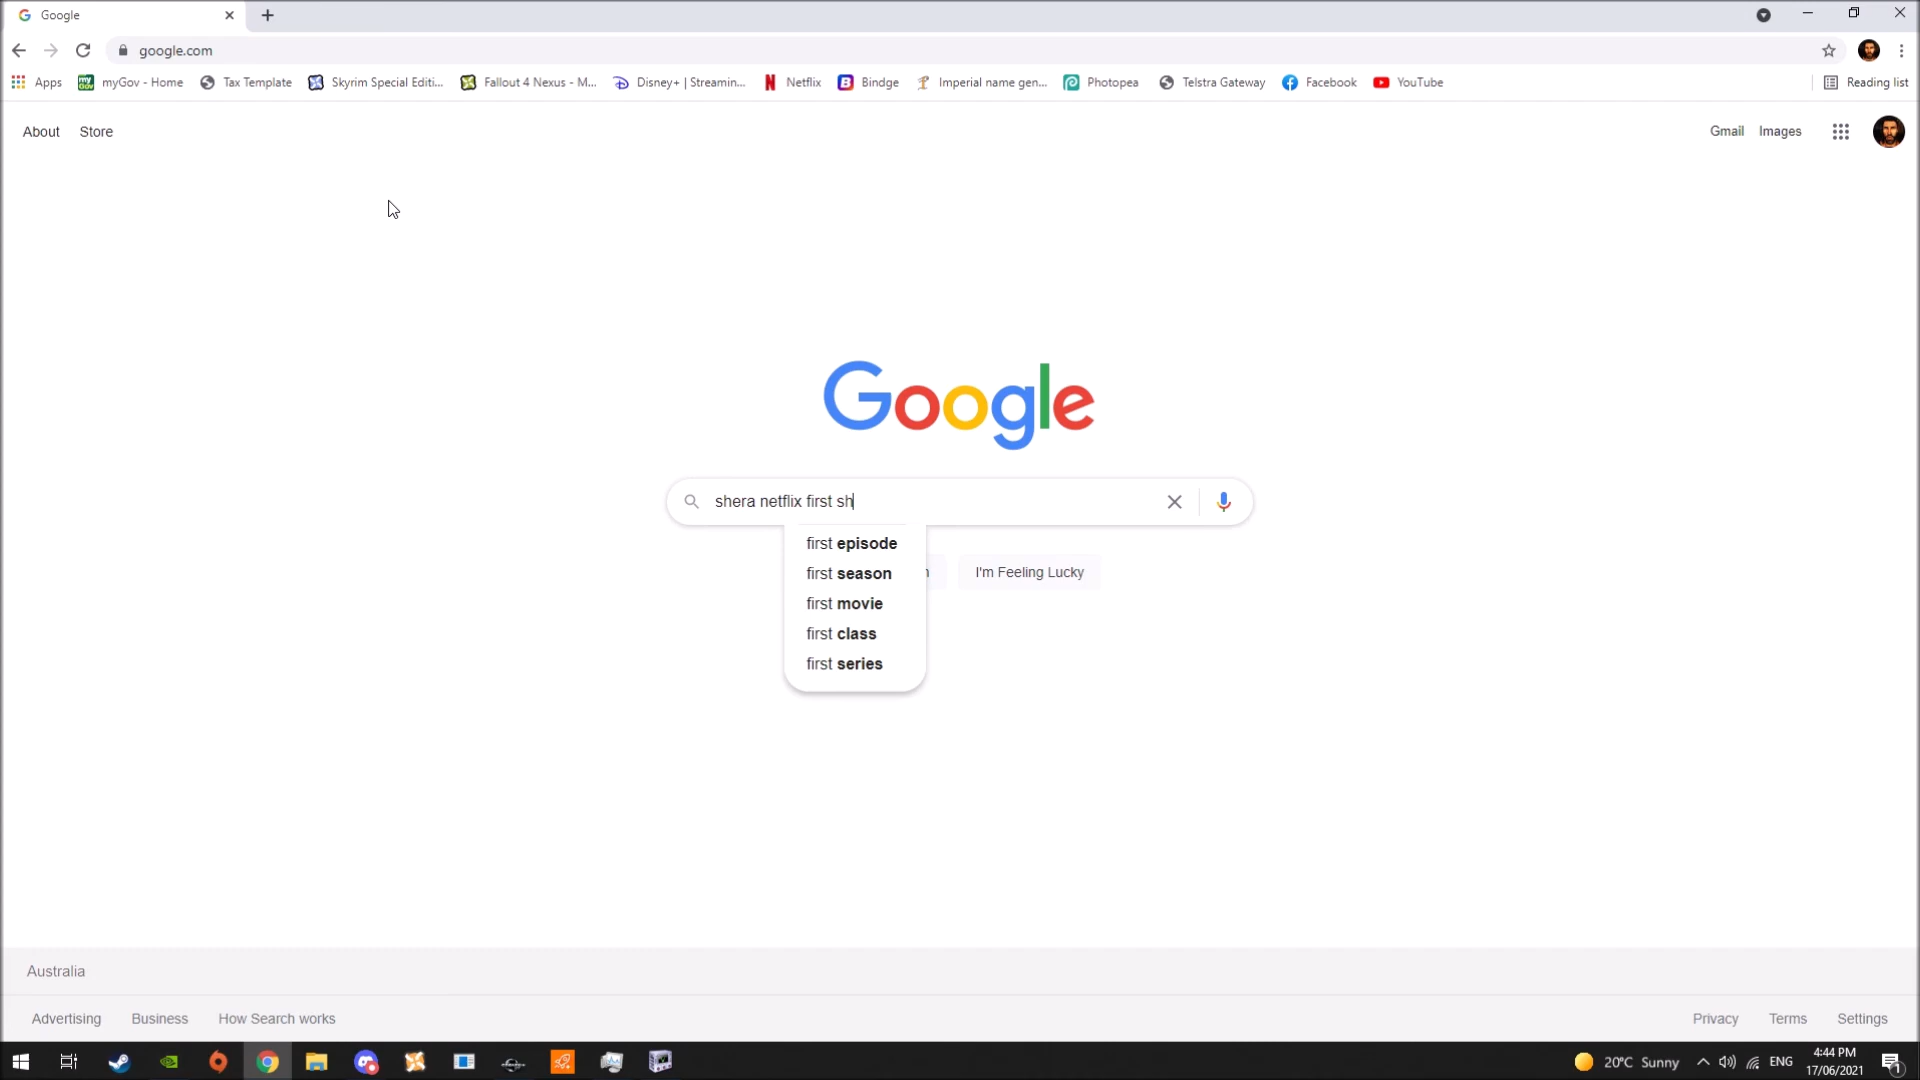 Google
google.com
Apps
myGov - Home
Tax Template
Skyrim Special Editi...
Fallout 4 Nexus - M...
Disney+ | Streamin...
Netflix
Bindge
Imperial name gen...
Photopea
Telstra Gateway
Facebook
YouTube
Reading list
About
Store
Gmail
Images
Google
shera netflix first sh
first episode
first season
first movie
first class
first series
I'm Feeling Lucky
Australia
Advertising
Business
How Search works
Privacy
Terms
Settings
20°C Sunny
ENG
4:44 PM
17/06/2021
1